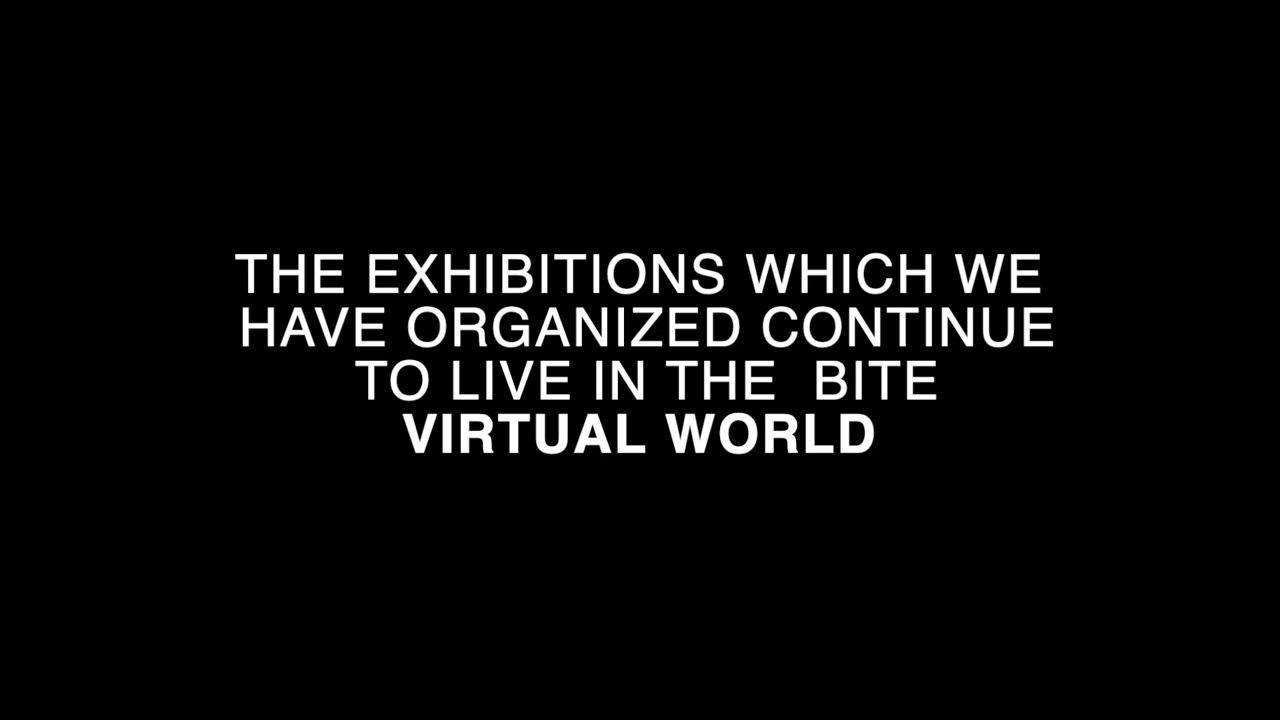 THE EXHIBITIONS WHICH WE
HAVE ORGANIZED CONTINUE
TO LIVE IN THE  BITE
VIRTUAL WORLD